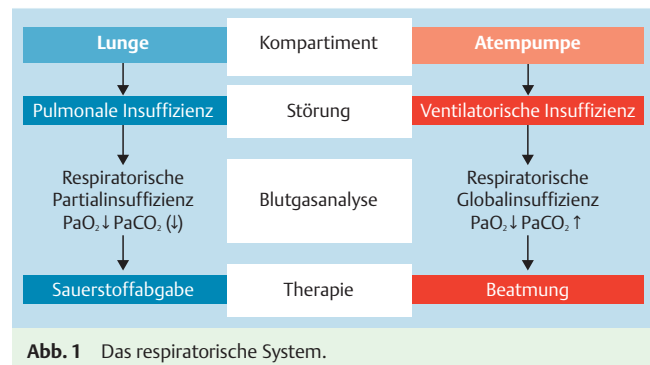 Lunge Kompartiment Atempumpe
Pulmonale Insuffizienz Störung Ventilatorische Insuffizienz
Respiratorische
Partialinsuffizienz
PaO₂↓PaCO₂ (↓)
Blutgasanalyse
Respiratorische
Globalinsuffizienz
PaO₂↓PaCO₂↑
Sauerstoffabgabe Therapie Beatmung
Abb. 1 Das respiratorische System.